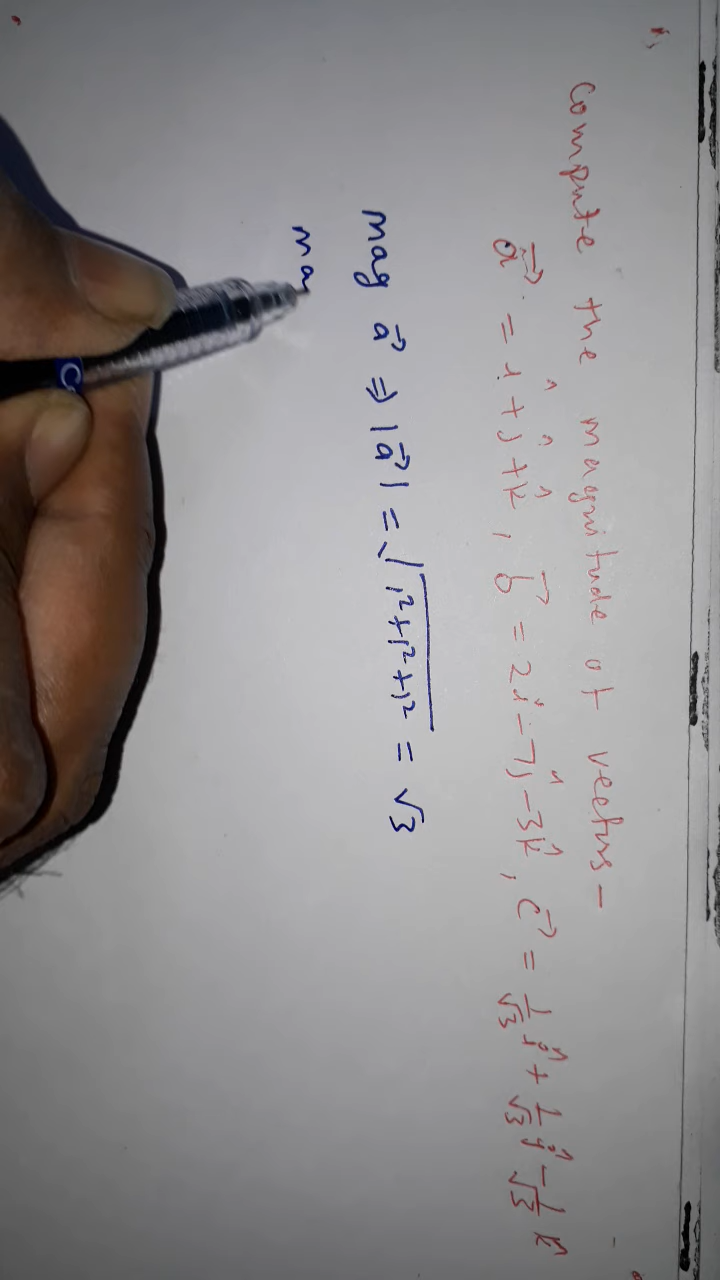 Compute the magnitude of vectors -
a⃗ = î + ĵ + k̂, b⃗ = 2î - 7ĵ - 3k̂, c⃗ = 1/√3 î + 1/√3 ĵ - 1/√3 k̂
mag a⃗ ⇒ |a⃗| = √(1²+1²+1²) = √3
ma